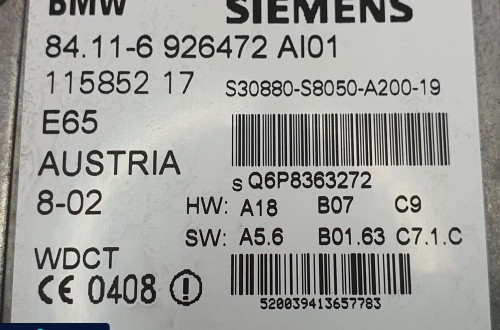 BMW SIEMENS
84.11-6 926472 AI01
115852 17 S30880-S8050-A200-19
E65
AUSTRIA
S Q6P8363272
8-02 HW: A18 B07 C9
SW: A5.6 B01.63 C7.1.C
WDCT
CE 0408
520039413657783